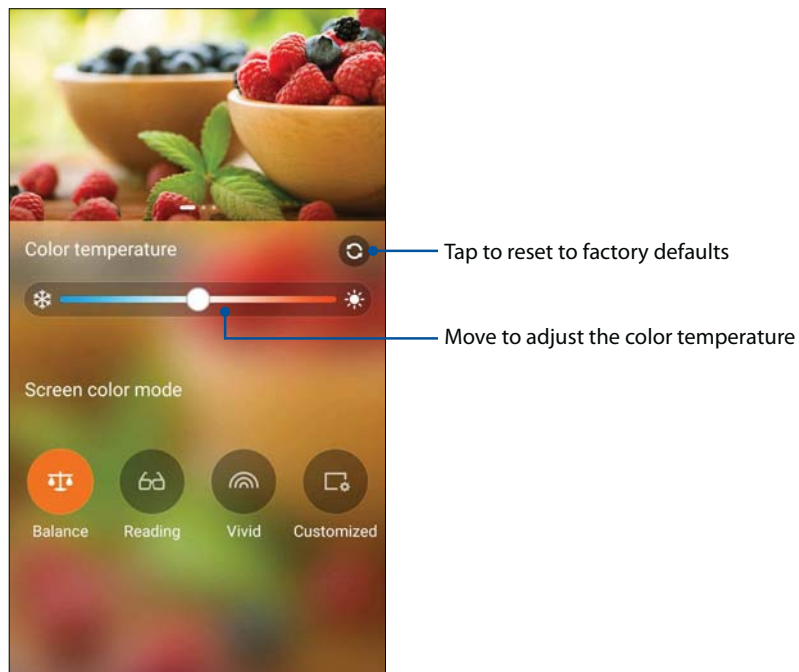 Color temperature
Tap to reset to factory defaults
Move to adjust the color temperature
Screen color mode
Balance
Reading
Vivid
Customized